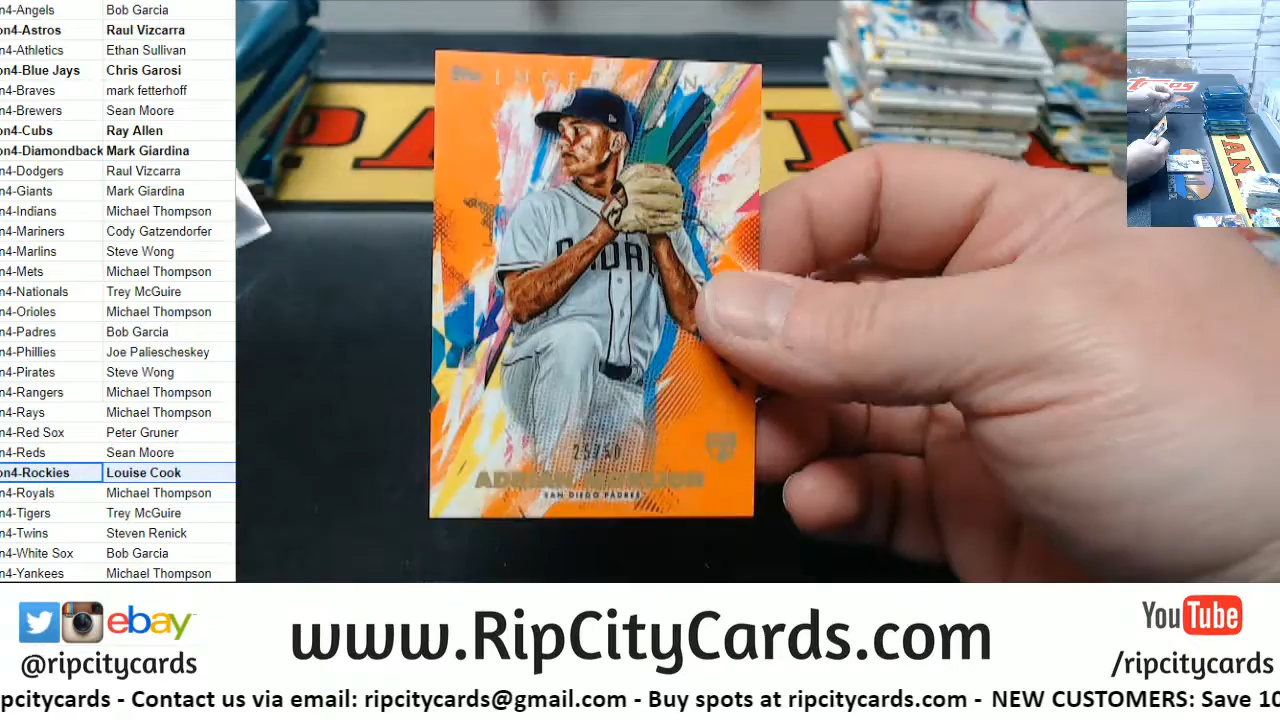 n4-Angels Bob Garcia
on4-Astros Raul Vizcarra
n4-Athletics Ethan Sullivan
on4-Blue Jays Chris Garosi
n4-Braves mark fetterhoff
n4-Brewers Sean Moore
on4-Cubs Ray Allen
on4-Diamondback Mark Giardina
n4-Dodgers Raul Vizcarra
n4-Giants Mark Giardina
n4-Indians Michael Thompson
n4-Mariners Cody Gatzendorfer
n4-Marlins Steve Wong
n4-Mets Michael Thompson
n4-Nationals Trey McGuire
n4-Orioles Michael Thompson
n4-Padres Bob Garcia
n4-Phillies Joe Paliescheskey
n4-Pirates Steve Wong
n4-Rangers Michael Thompson
n4-Rays Michael Thompson
n4-Red Sox Peter Gruner
n4-Reds Sean Moore
on4-Rockies Louise Cook
n4-Royals Michael Thompson
n4-Tigers Trey McGuire
n4-Twins Steven Renick
n4-White Sox Bob Garcia
n4-Yankees Michael Thompson
INCEPTION
PADR
ADRIAN
SAN DIEGO PADRES
Topps
ebay
@ripcitycards
www.RipCityCards.com
YouTube
/ripcitycards
pcitycards - Contact us via email: ripcitycards@gmail.com - Buy spots at ripcitycards.com - NEW CUSTOMERS: Save 10